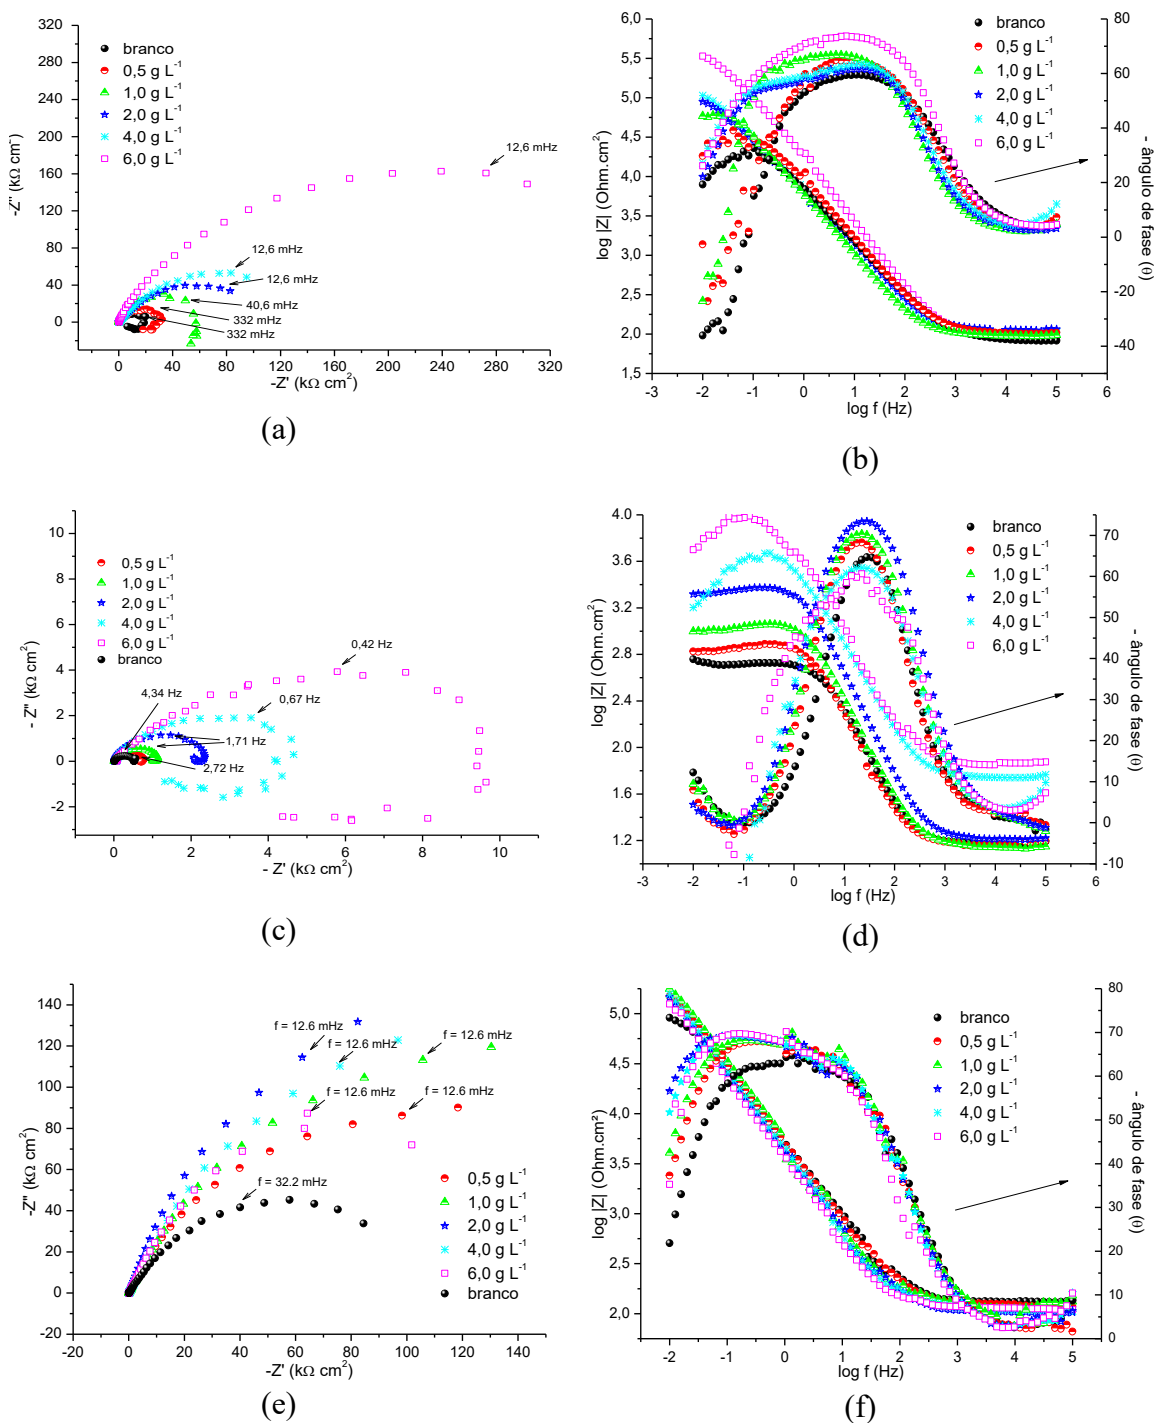 320
280
240
200
160
120
80
40
0
-Z'' (kΩ cm²)
branco
0,5 g L⁻¹
1,0 g L⁻¹
2,0 g L⁻¹
4,0 g L⁻¹
6,0 g L⁻¹
12,6 mHz
12,6 mHz
12,6 mHz
40,6 mHz
332 mHz
332 mHz
-40 0 40 80 120 160 200 240 280 320
-Z' (kΩ cm²)
(a)
6,0
5,5
5,0
4,5
4,0
3,5
3,0
2,5
2,0
1,5
log |Z| (Ohm.cm²)
branco
0,5 g L⁻¹
1,0 g L⁻¹
2,0 g L⁻¹
4,0 g L⁻¹
6,0 g L⁻¹
80
60
40
20
0
-20
-40
- ângulo de fase (θ)
-3 -2 -1 0 1 2 3 4 5 6
log f (Hz)
(b)
10
8
6
4
2
0
-2
- Z'' (kΩ cm²)
0,5 g L⁻¹
1,0 g L⁻¹
2,0 g L⁻¹
4,0 g L⁻¹
6,0 g L⁻¹
branco
0,42 Hz
4,34 Hz
0,67 Hz
1,71 Hz
2,72 Hz
0 2 4 6 8 10
- Z' (kΩ cm²)
(c)
4.0
3.6
3.2
2.8
2.4
2.0
1.6
1.2
log |Z| (Ohm.cm²)
branco
0,5 g L⁻¹
1,0 g L⁻¹
2,0 g L⁻¹
4,0 g L⁻¹
6,0 g L⁻¹
70
60
50
40
30
20
10
0
-10
- ângulo de fase (θ)
-3 -2 -1 0 1 2 3 4 5 6
log f (Hz)
(d)
140
120
100
80
60
40
20
0
-20
-Z'' (kΩ cm²)
f = 12.6 mHz
f = 12.6 mHz
f = 12.6 mHz
f = 12.6 mHz
f = 12.6 mHz
f = 32.2 mHz
0,5 g L⁻¹
1,0 g L⁻¹
2,0 g L⁻¹
4,0 g L⁻¹
6,0 g L⁻¹
branco
-20 0 20 40 60 80 100 120 140
-Z' (kΩ cm²)
(e)
5,0
4,5
4,0
3,5
3,0
2,5
2,0
log |Z| (Ohm.cm²)
branco
0,5 g L⁻¹
1,0 g L⁻¹
2,0 g L⁻¹
4,0 g L⁻¹
6,0 g L⁻¹
80
70
60
50
40
30
20
10
0
- ângulo de fase (θ)
-2 -1 0 1 2 3 4 5
log f (Hz)
(f)